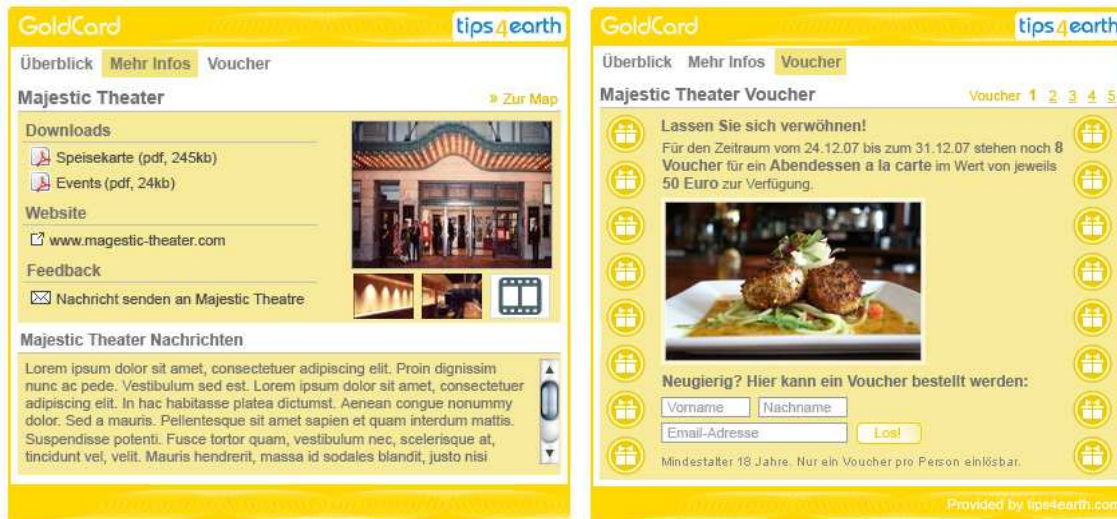 GoldCard
tips4earth
Überblick Mehr Infos Voucher
Majestic Theater
» Zur Map
Downloads
Speisekarte (pdf, 245kb)
Events (pdf, 24kb)
Website
www.magestic-theater.com
Feedback
Nachricht senden an Majestic Theatre
Majestic Theater Nachrichten
Lorem ipsum dolor sit amet, consectetuer adipiscing elit. Proin dignissim
nunc ac pede. Vestibulum sed est. Lorem ipsum dolor sit amet, consectetuer
adipiscing elit. In hac habitasse platea dictumst. Aenean congue nonummy
dolor. Sed a mauris. Pellentesque sit amet sapien et quam interdum mattis.
Suspendisse potenti. Fusce tortor quam, vestibulum nec, scelerisque at,
tincidunt vel, velit. Mauris hendrerit, massa id sodales blandit, justo nisi
GoldCard
tips4earth
Überblick Mehr Infos Voucher
Majestic Theater Voucher
Voucher 1 2 3 4 5
Lassen Sie sich verwöhnen!
Für den Zeitraum vom 24.12.07 bis zum 31.12.07 stehen noch 8
Voucher für ein Abendessen a la carte im Wert von jeweils
50 Euro zur Verfügung.
Neugierig? Hier kann ein Voucher bestellt werden:
Vorname Nachname
Email-Adresse Los!
Mindestalter 18 Jahre. Nur ein Voucher pro Person einlösbar.
Provided by tips4earth.com